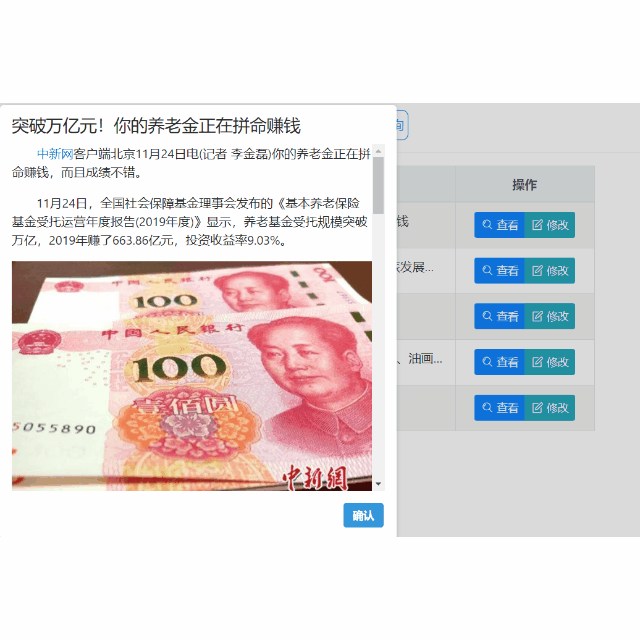 突破万亿元！你的养老金正在拼命赚钱
中新网客户端北京11月24日电(记者 李金磊)你的养老金正在拼
命赚钱，而且成绩不错。
11月24日，全国社会保障基金理事会发布的《基本养老保险
基金受托运营年度报告(2019年度)》显示，养老基金受托规模突破
万亿，2019年赚了663.86亿元，投资收益率9.03%。
100
100
中国人民银行
100
壹佰圆
5055890
中新網
确认
询
操作
钱
查看 修改
发展...
查看 修改
查看 修改
、油画...
查看 修改
查看 修改